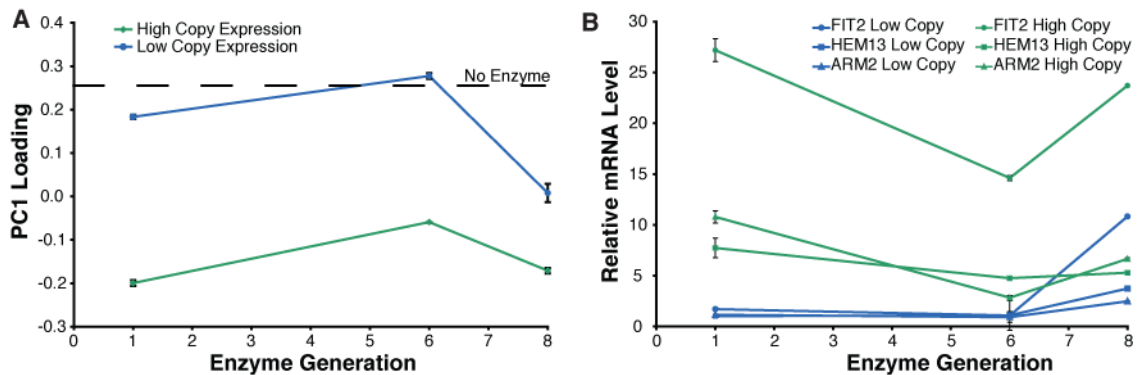 A
High Copy Expression
Low Copy Expression
No Enzyme
PC1 Loading
0.4
0.3
0.2
0.1
0.0
-0.1
-0.2
-0.3
0 1 2 3 4 5 6 7 8
Enzyme Generation
B
FIT2 Low Copy FIT2 High Copy
HEM13 Low Copy HEM13 High Copy
ARM2 Low Copy ARM2 High Copy
Relative mRNA Level
30
25
20
15
10
5
0
0 1 2 3 4 5 6 7 8
Enzyme Generation